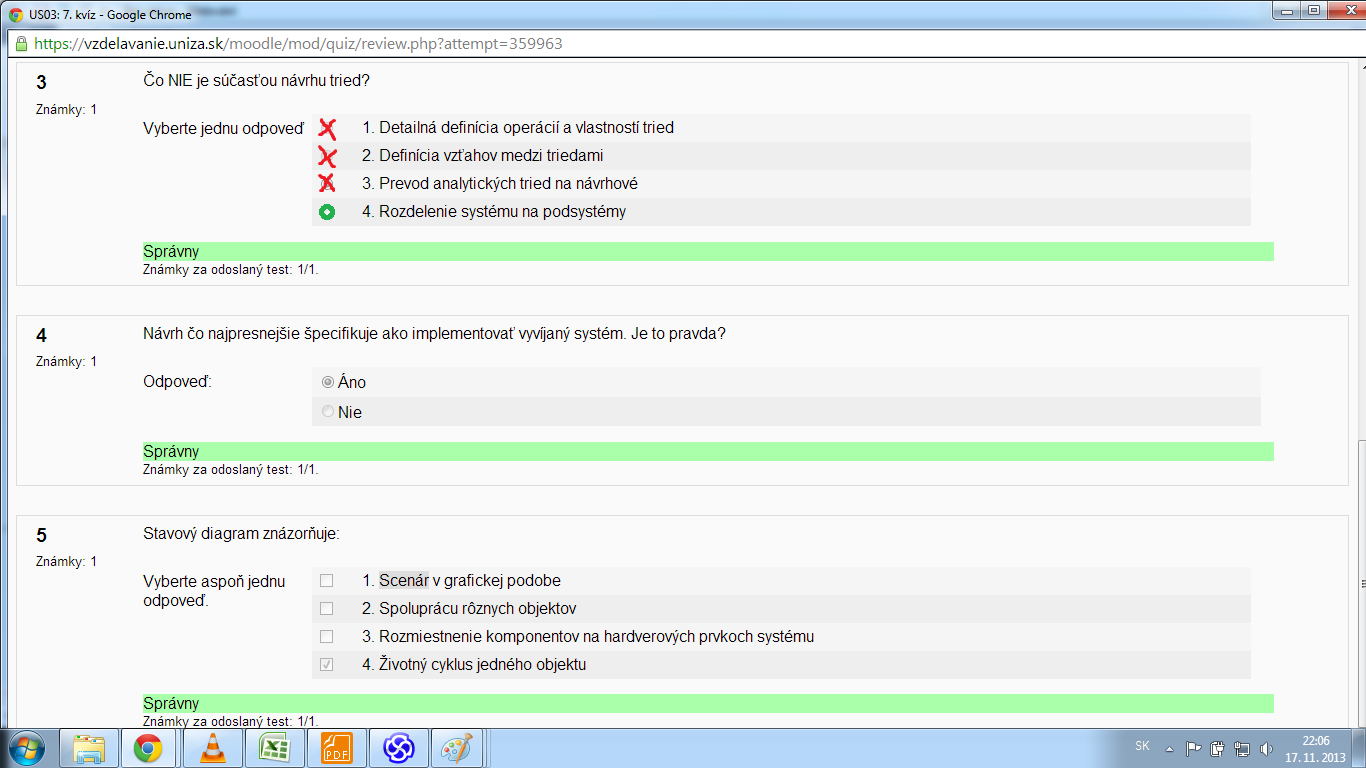 US03: 7. kvíz - Google Chrome
https://vzdelavanie.uniza.sk/moodle/mod/quiz/review.php?attempt=359963
3
Čo NIE je súčasťou návrhu tried?
Známky: 1
Vyberte jednu odpoveď
1. Detailná definícia operácií a vlastností tried
2. Definícia vzťahov medzi triedami
3. Prevod analytických tried na návrhové
4. Rozdelenie systému na podsystémy
Správny
Známky za odoslaný test: 1/1.
4
Návrh čo najpresnejšie špecifikuje ako implementovať vyvíjaný systém. Je to pravda?
Známky: 1
Odpoveď:
Áno
Nie
Správny
Známky za odoslaný test: 1/1.
5
Stavový diagram znázorňuje:
Známky: 1
Vyberte aspoň jednu
odpoveď.
1. Scenár v grafickej podobe
2. Spoluprácu rôznych objektov
3. Rozmiestnenie komponentov na hardverových prvkoch systému
4. Životný cyklus jedného objektu
Správny
Známky za odoslaný test: 1/1.
PDF
SK
22:06
17. 11. 2013